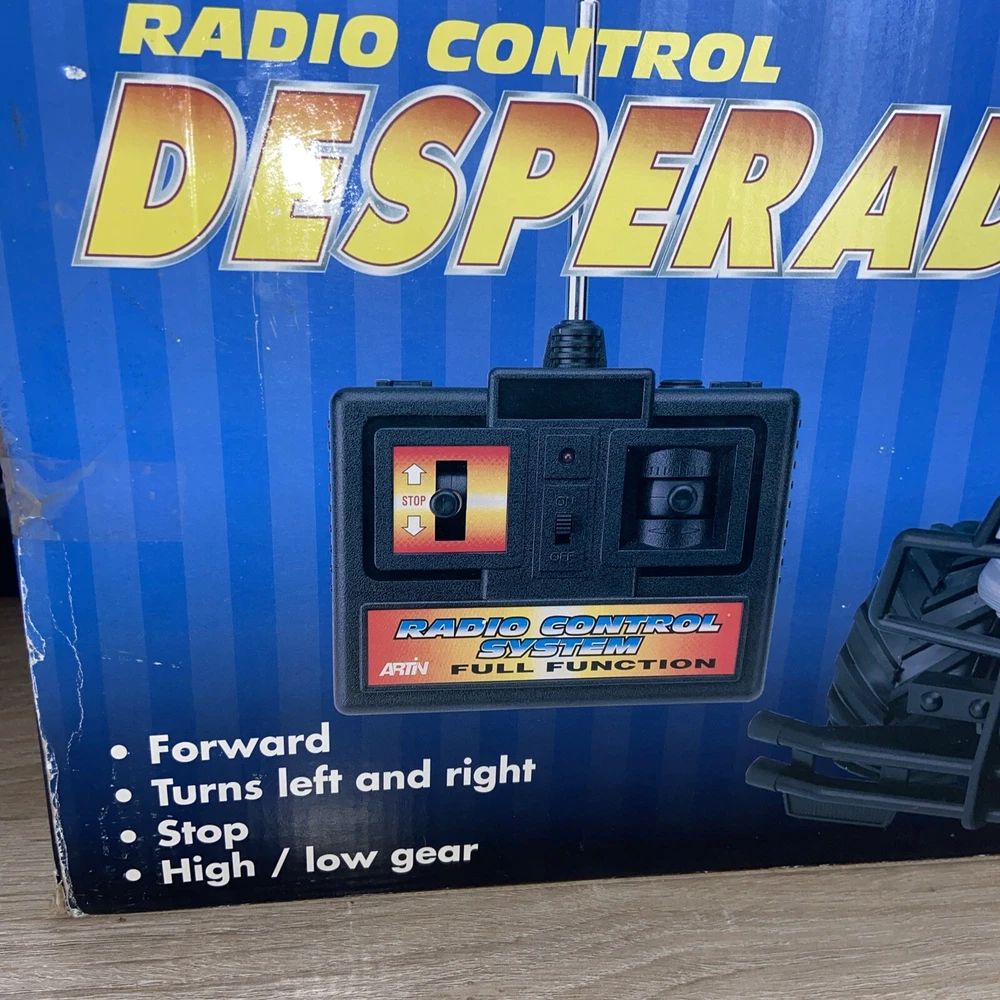 RADIO CONTROL
DESPERAD
STOP
ON
OFF
RADIO CONTROL
SYSTEM
ARTIN FULL FUNCTION
• Forward
• Turns left and right
• Stop
• High / low gear